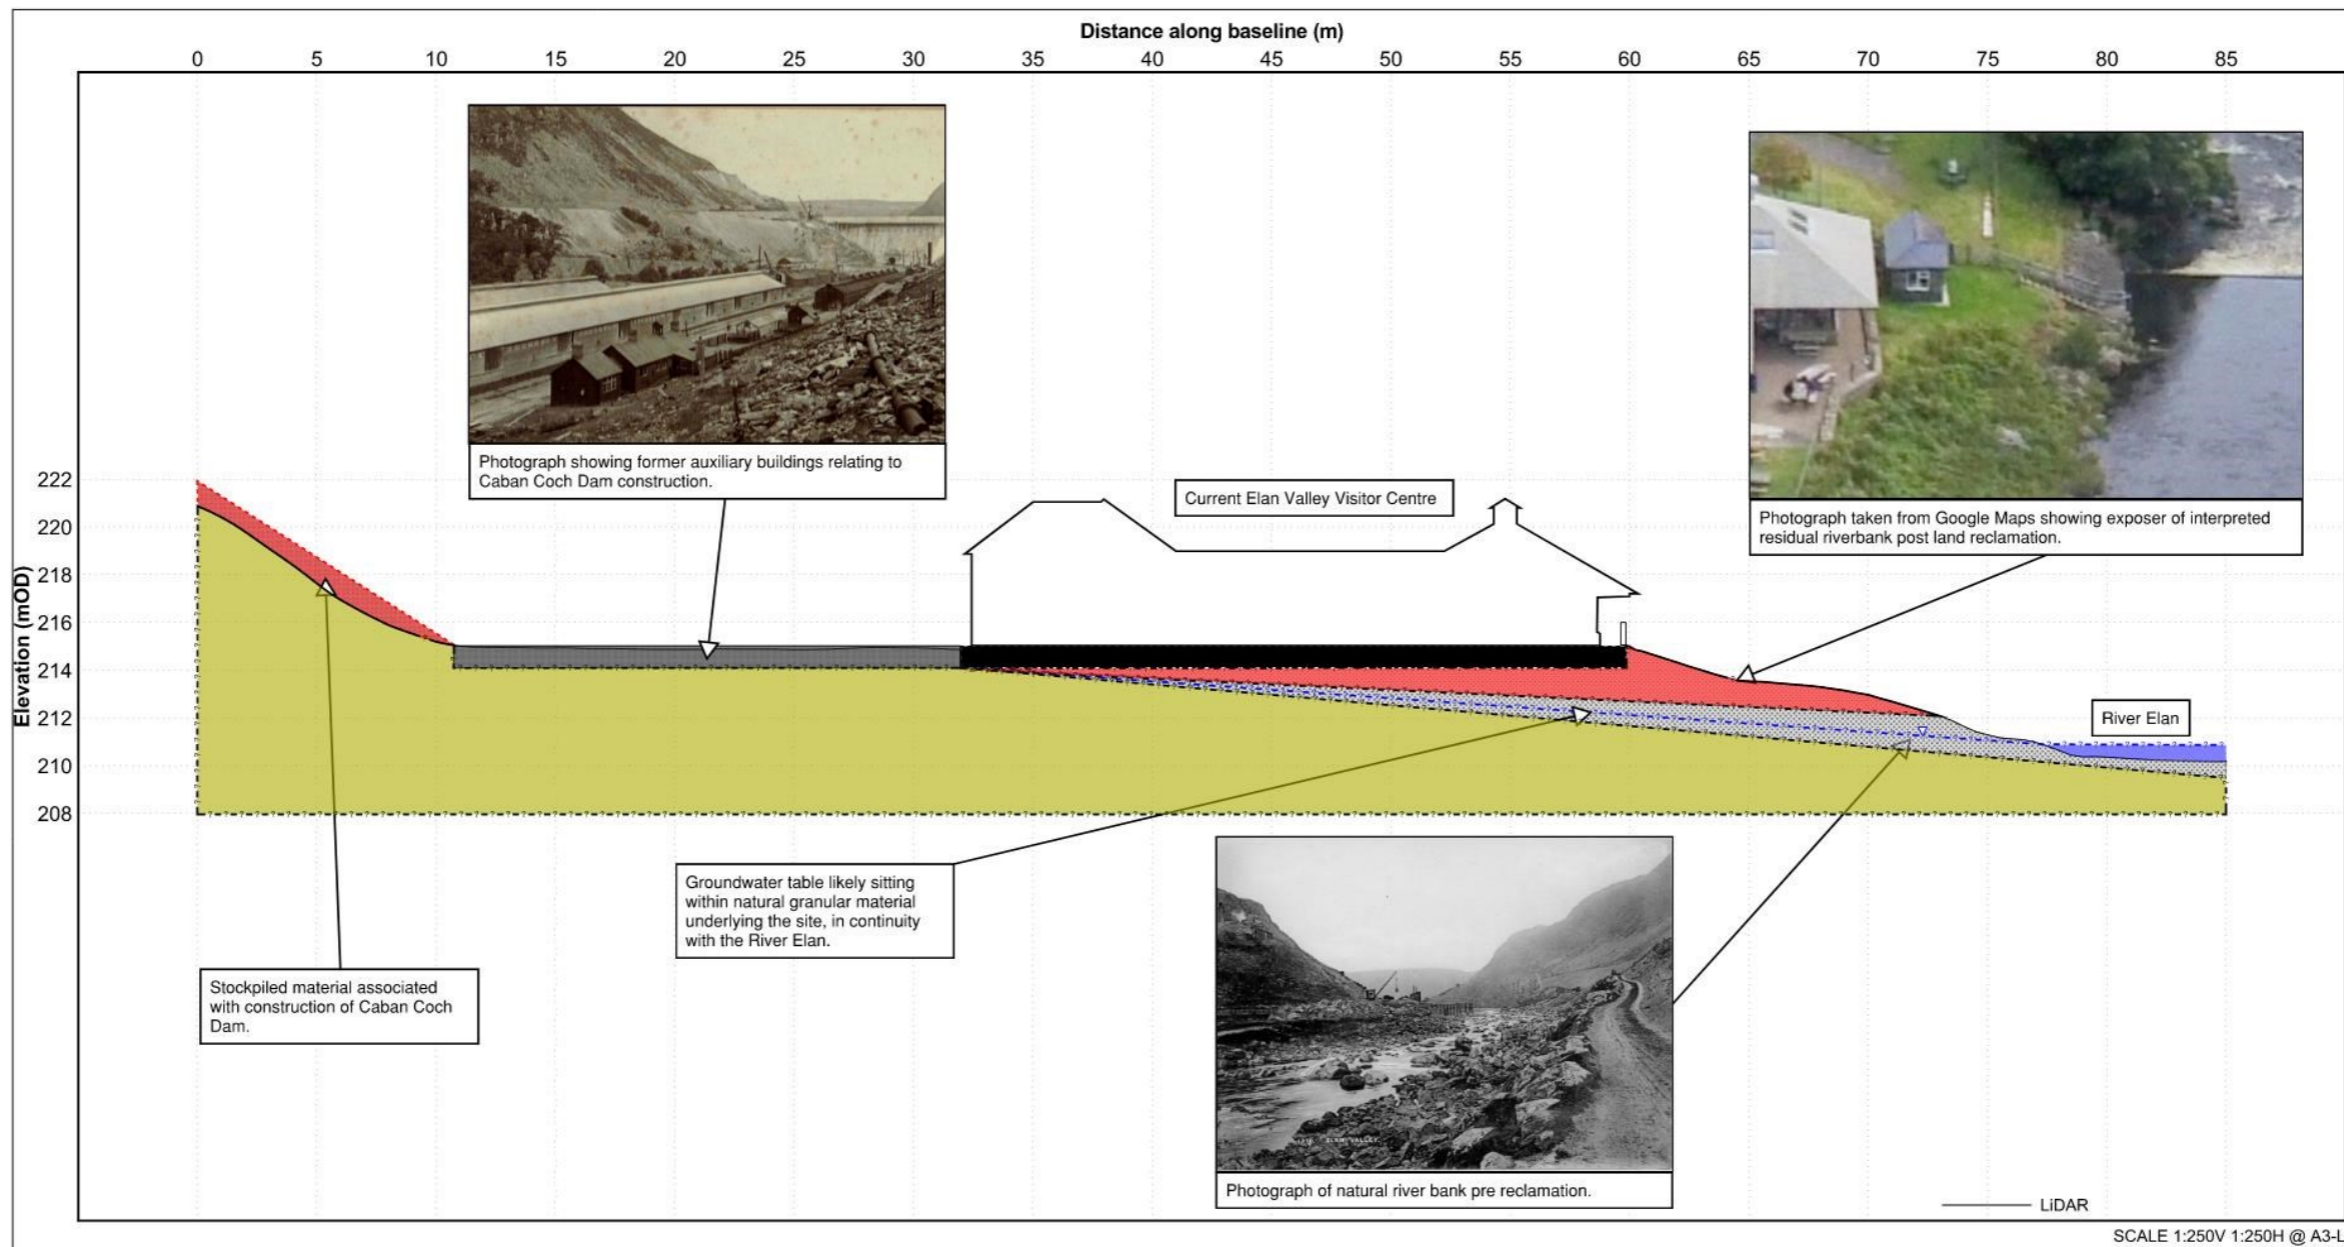 Distance along baseline (m)
0 5 10 15 20 25 30 35 40 45 50 55 60 65 70 75 80 85
Photograph showing former auxiliary buildings relating to
Caban Coch Dam construction.
Current Elan Valley Visitor Centre
Photograph taken from Google Maps showing exposer of interpreted
residual riverbank post land reclamation.
Elevation (mOD)
222
220
218
216
214
212
210
208
River Elan
Groundwater table likely sitting
within natural granular material
underlying the site, in continuity
with the River Elan.
Stockpiled material associated
with construction of Caban Coch
Dam.
ELAN VALLEY
Photograph of natural river bank pre reclamation.
LiDAR
SCALE 1:250V 1:250H @ A3-L